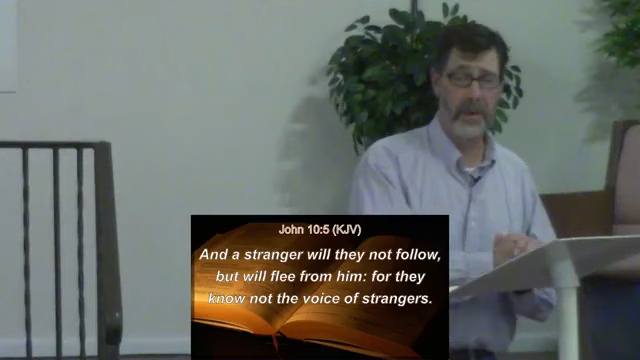 John 10:5 (KJV)
And a stranger will they not follow,
but will flee from him: for they
know not the voice of strangers.